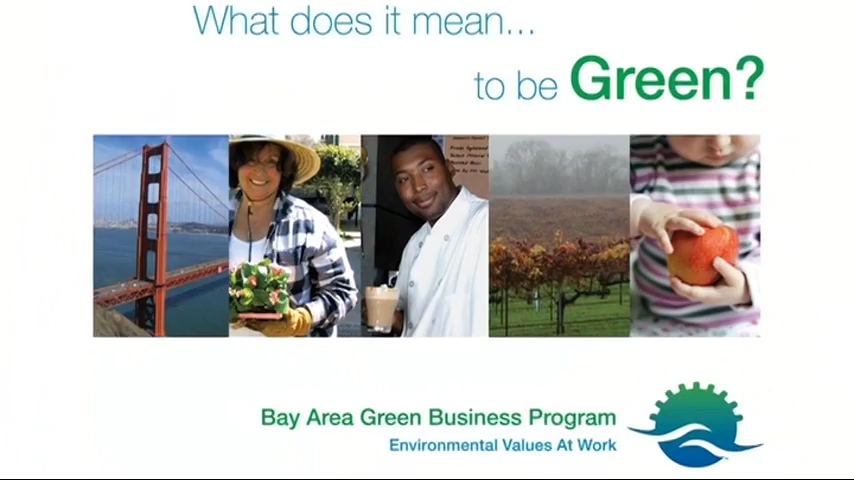 What does it mean...
to be Green?
Bay Area Green Business Program
Environmental Values At Work